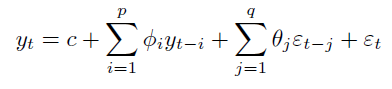 y_t = c + \sum_{i=1}^{p} \phi_i y_{t-i} + \sum_{j=1}^{q} \theta_j \varepsilon_{t-j} + \varepsilon_t